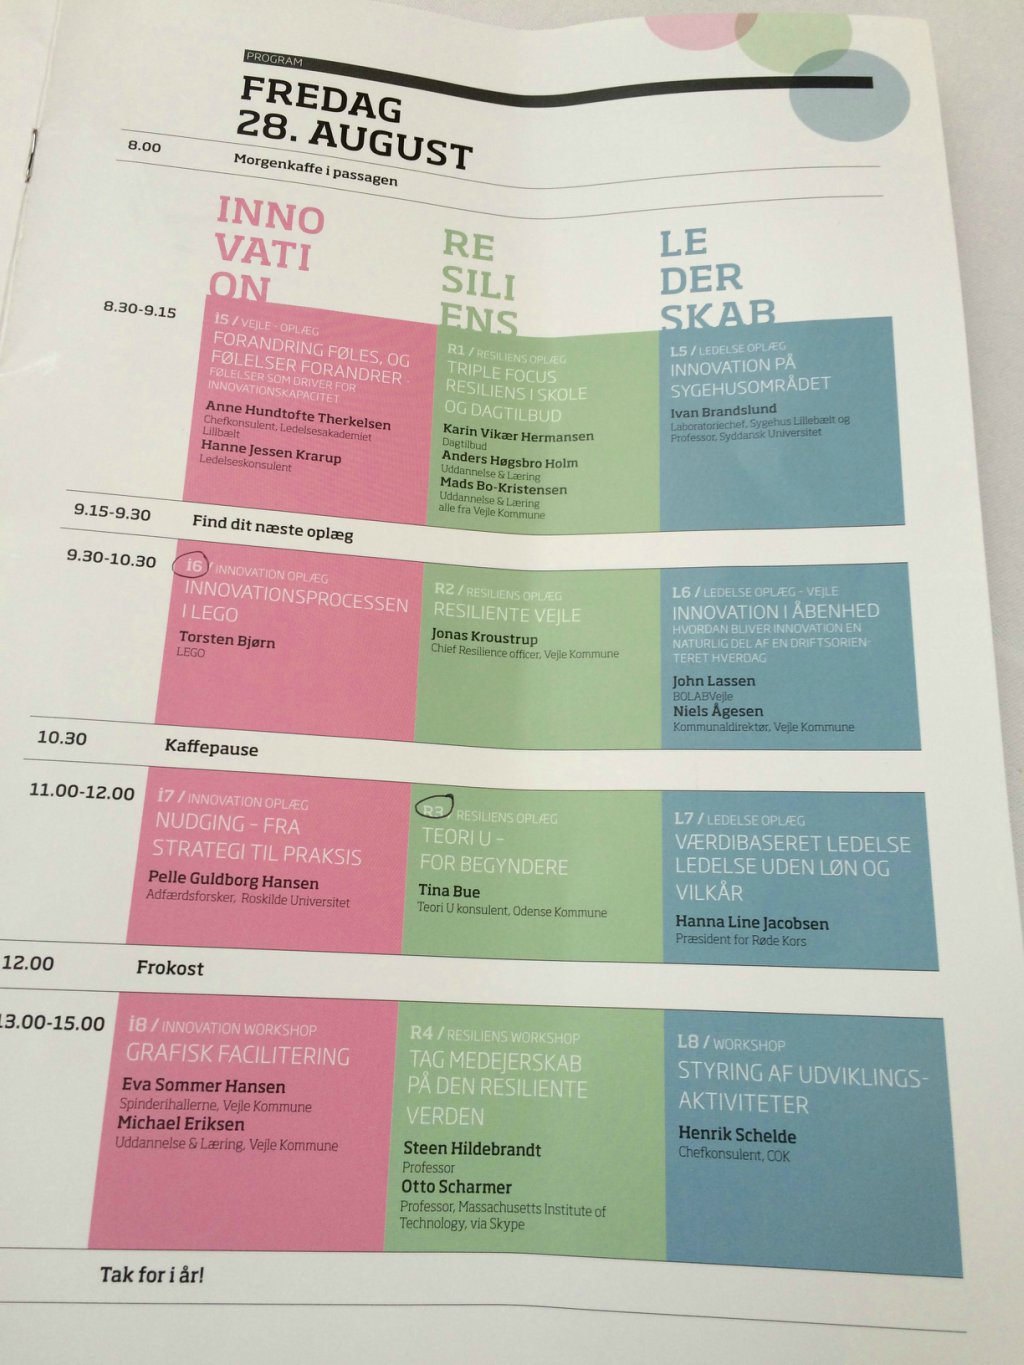 PROGRAM
FREDAG
28. AUGUST
8.00
Morgenkaffe i passagen
INNO
VATI
ON
RE
SILI
ENS
LE
DER
SKAB
8.30-9.15
i5 / VEJLE - OPLÆG
FORANDRING FØLES, OG
FØLELSER FORANDRER -
FØLELSER SOM DRIVER FOR
INNOVATIONSKAPACITET
Anne Hundtofte Therkelsen
Chefkonsulent, Ledelsesakademiet
Lillbælt
Hanne Jessen Krarup
Ledelseskonsulent
R1 / RESILIENS OPLÆG
TRIPLE FOCUS
RESILIENS I SKOLE
OG DAGTILBUD
Karin Vikær Hermansen
Dagtilbud
Anders Høgsbro Holm
Uddannelse & Læring
Mads Bo-Kristensen
Uddannelse & Læring
alle fra Vejle Kommune
L5 / LEDELSE OPLÆG
INNOVATION PÅ
SYGEHUSOMRÅDET
Ivan Brandslund
Laboratoriechef, Sygehus Lillebælt og
Professor, Syddansk Universitet
9.15-9.30
Find dit næste oplæg
9.30-10.30
i6 / INNOVATION OPLÆG
INNOVATIONSPROCESSEN
I LEGO
Torsten Bjørn
LEGO
R2 / RESILIENS OPLÆG
RESILIENTE VEJLE
Jonas Kroustrup
Chief Resilience officer, Vejle Kommune
L6 / LEDELSE OPLÆG - VEJLE
INNOVATION I ÅBENHED
HVORDAN BLIVER INNOVATION EN
NATURLIG DEL AF EN DRIFTSORIEN-
TERET HVERDAG
John Lassen
BOLABVejle
Niels Ågesen
Kommunaldirektør, Vejle Kommune
10.30
Kaffepause
11.00-12.00
i7 / INNOVATION OPLÆG
NUDGING - FRA
STRATEGI TIL PRAKSIS
Pelle Guldborg Hansen
Adfærdsforsker, Roskilde Universitet
R3 / RESILIENS OPLÆG
TEORI U -
FOR BEGYNDERE
Tina Bue
Teori U konsulent, Odense Kommune
L7 / LEDELSE OPLÆG
VÆRDIBASERET LEDELSE
LEDELSE UDEN LØN OG
VILKÅR
Hanna Line Jacobsen
Præsident for Røde Kors
12.00
Frokost
13.00-15.00
i8 / INNOVATION WORKSHOP
GRAFISK FACILITERING
Eva Sommer Hansen
Spinderihallerne, Vejle Kommune
Michael Eriksen
Uddannelse & Læring, Vejle Kommune
R4 / RESILIENS WORKSHOP
TAG MEDEJERSKAB
PÅ DEN RESILIENTE
VERDEN
Steen Hildebrandt
Professor
Otto Scharmer
Professor, Massachusetts Institute of
Technology, via Skype
L8 / WORKSHOP
STYRING AF UDVIKLINGS-
AKTIVITETER
Henrik Schelde
Chefkonsulent, COK
Tak for i år!